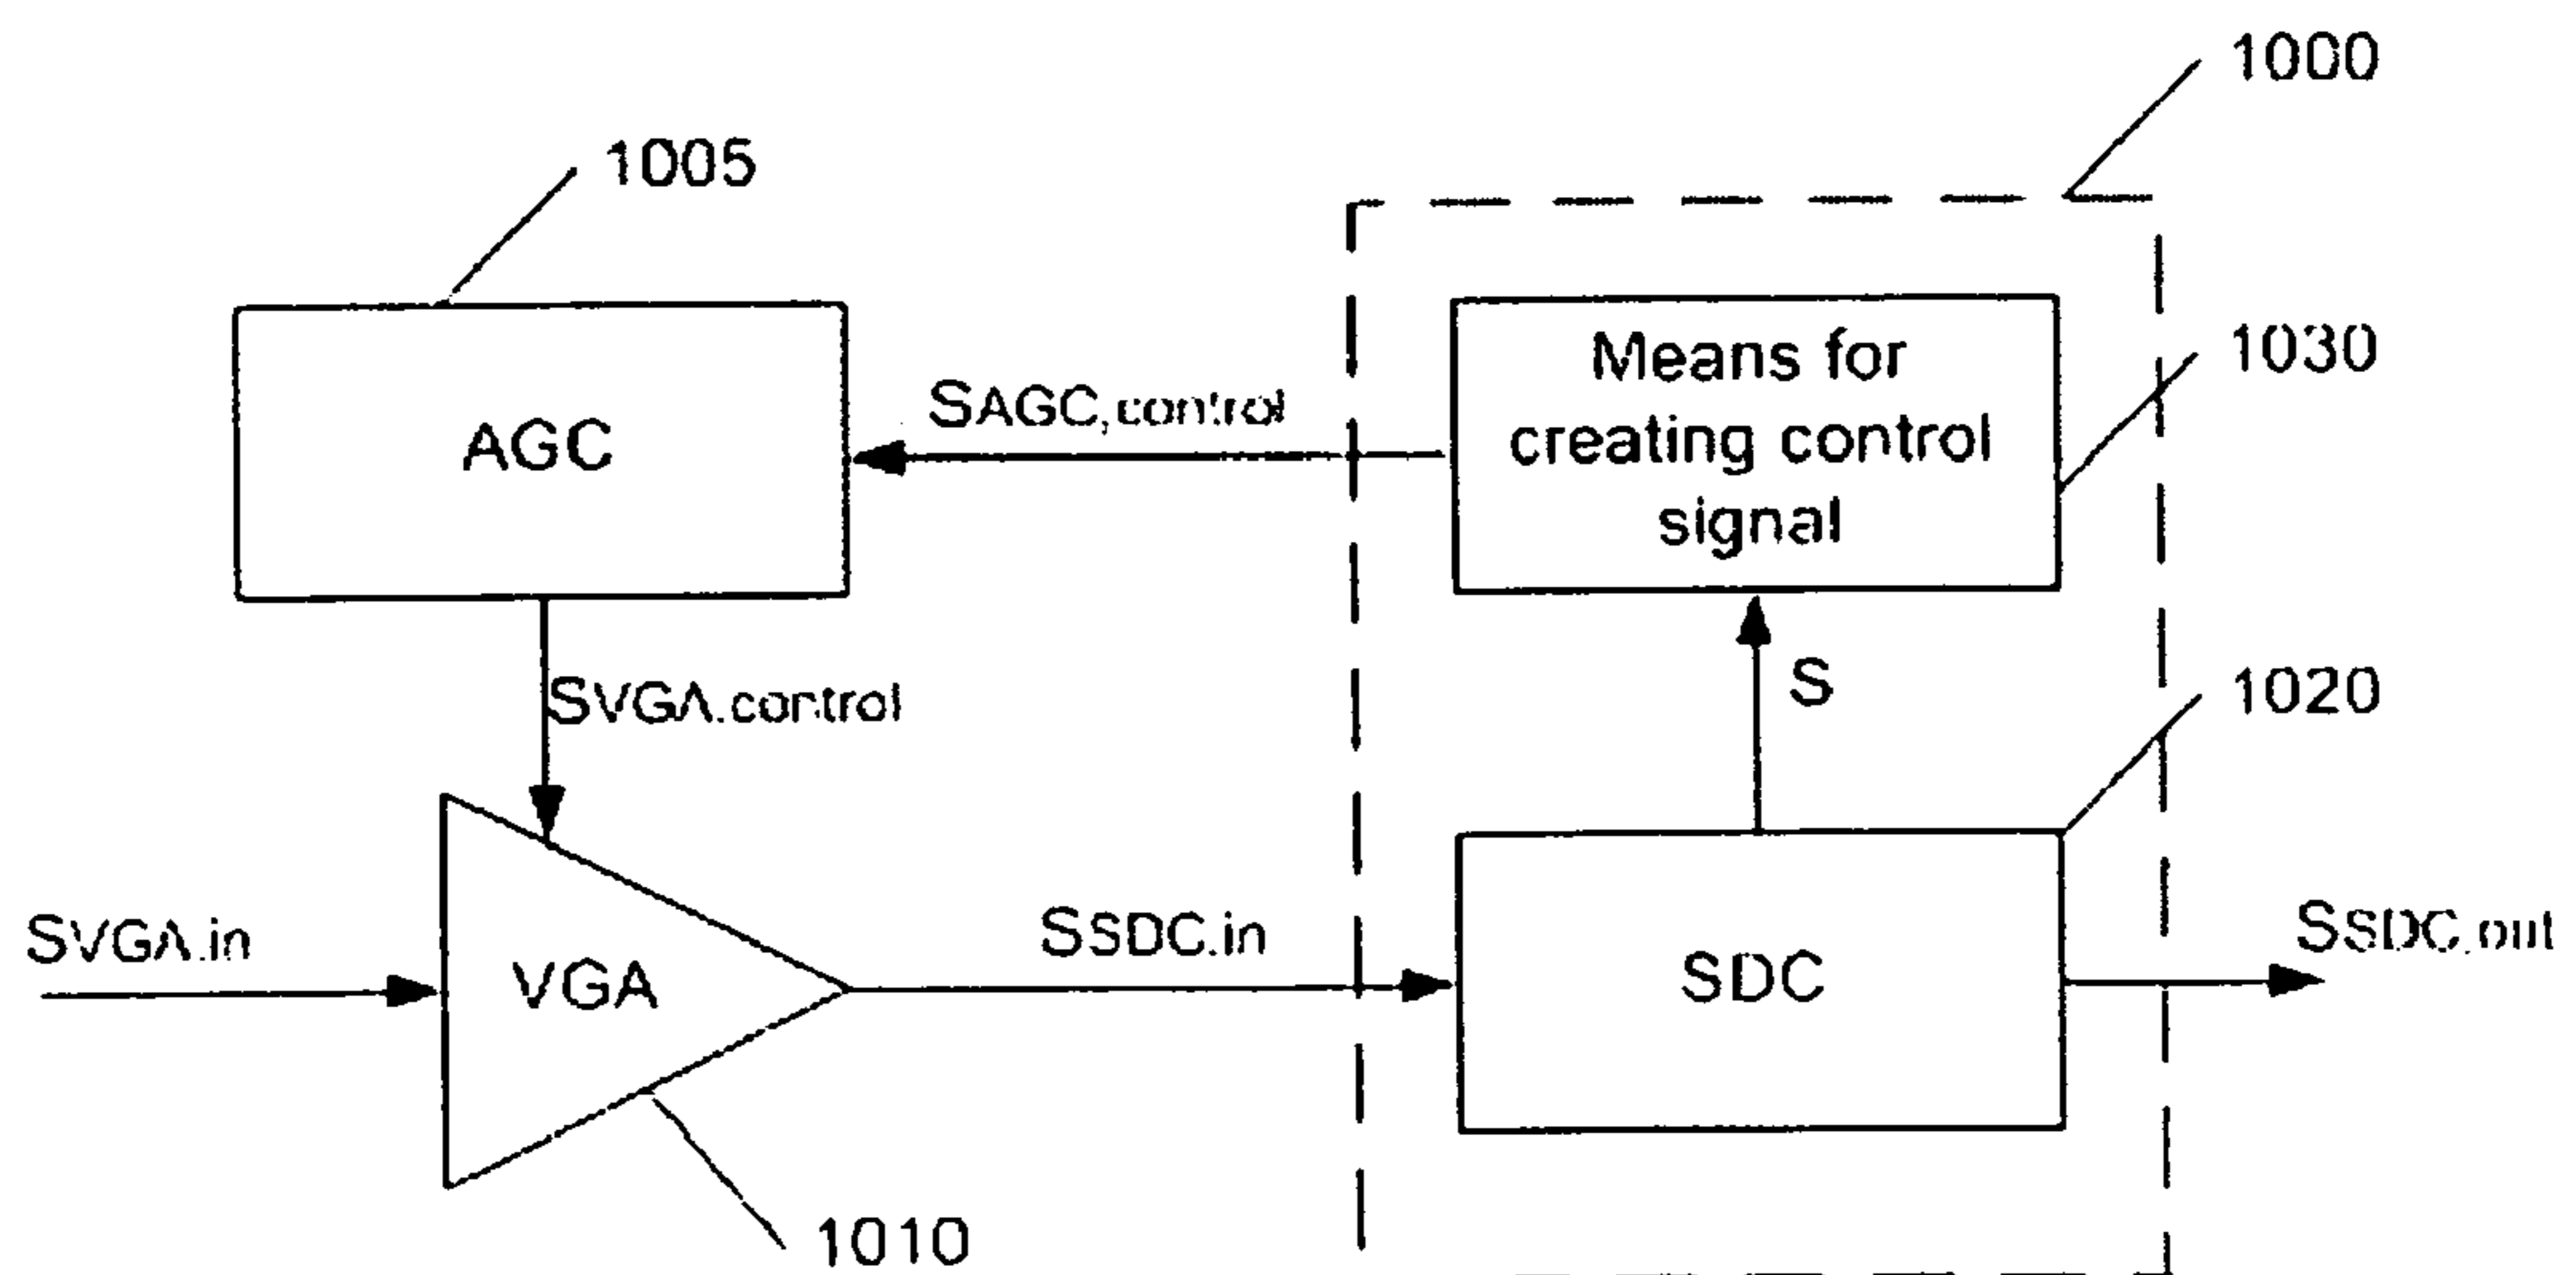 1000
1005
1030
Means for
creating control
signal
AGC
SAGC,control
SVGA.control
S
1020
SVGA.in
VGA
SSDC.in
SDC
SSDC.out
1010